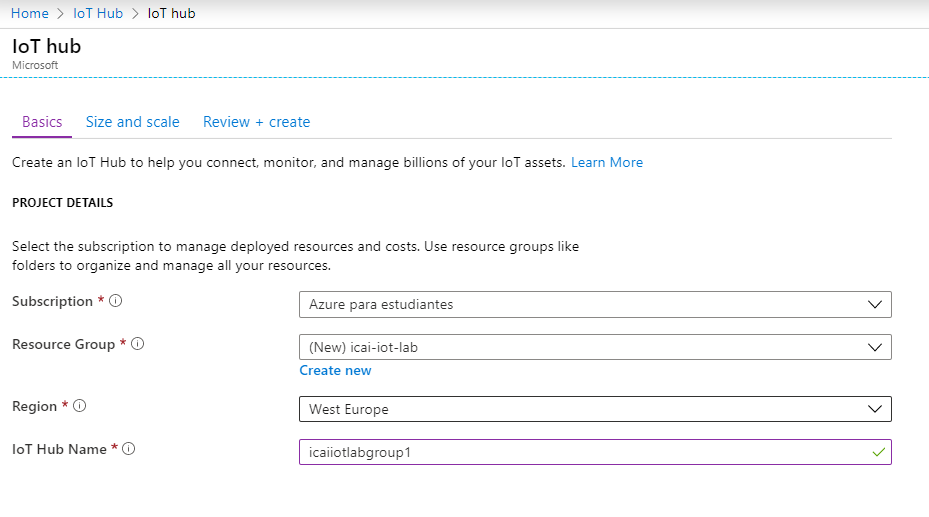 Home > IoT Hub > IoT hub
IoT hub
Microsoft
Basics Size and scale Review + create
Create an IoT Hub to help you connect, monitor, and manage billions of your IoT assets. Learn More
PROJECT DETAILS
Select the subscription to manage deployed resources and costs. Use resource groups like
folders to organize and manage all your resources.
Subscription * Azure para estudiantes
Resource Group * (New) icai-iot-lab
Create new
Region * West Europe
IoT Hub Name * icaiiotlabgroup1